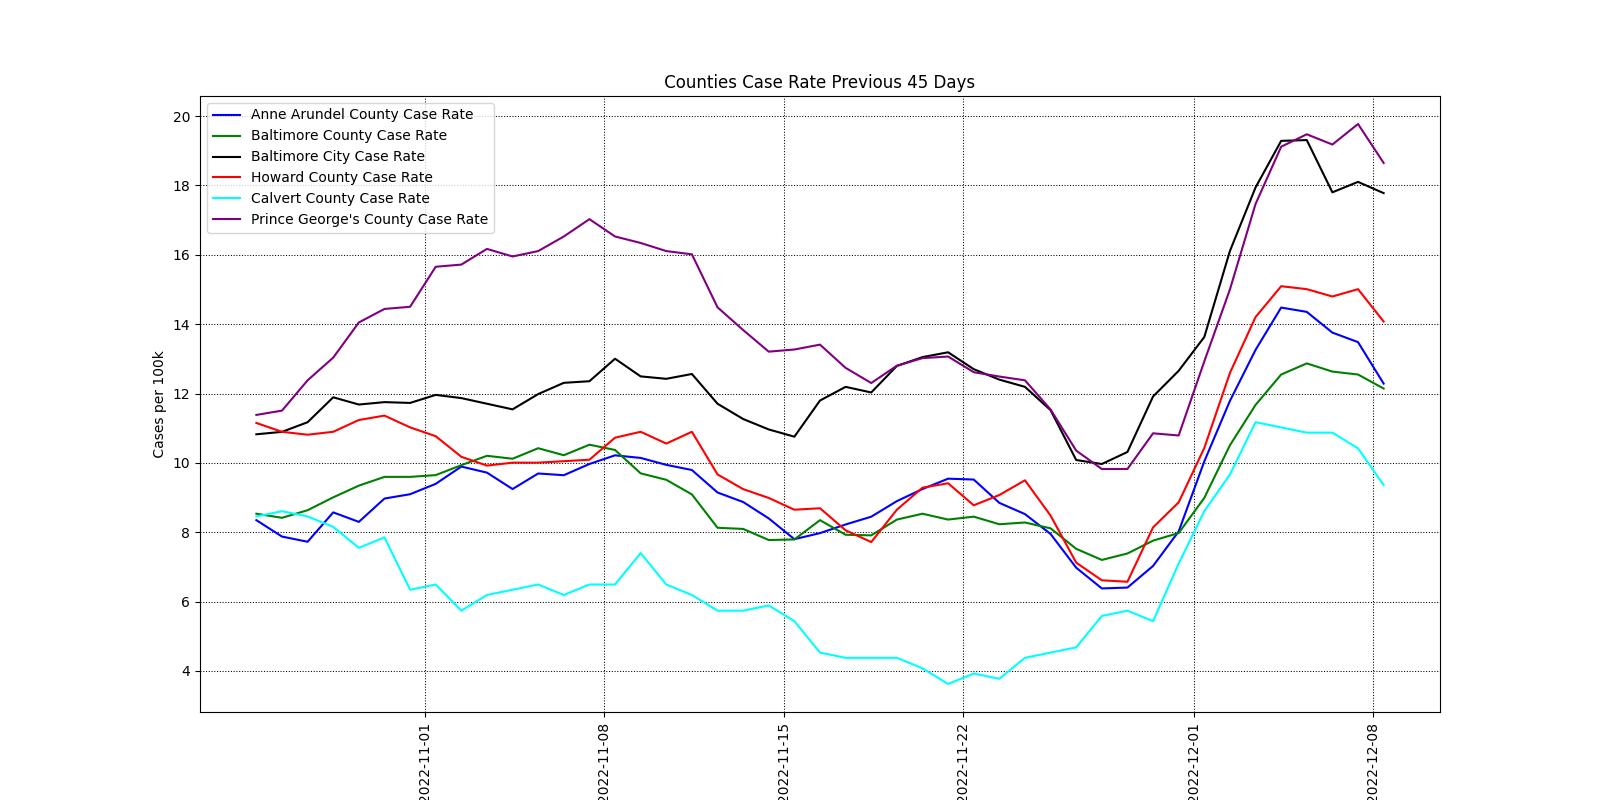 Counties Case Rate Previous 45 Days
Anne Arundel County Case Rate
Baltimore County Case Rate
Baltimore City Case Rate
Howard County Case Rate
Calvert County Case Rate
Prince George's County Case Rate
Cases per 100k
20
18
16
14
12
10
8
6
4
2022-11-01
2022-11-08
2022-11-15
2022-11-22
2022-12-01
2022-12-08